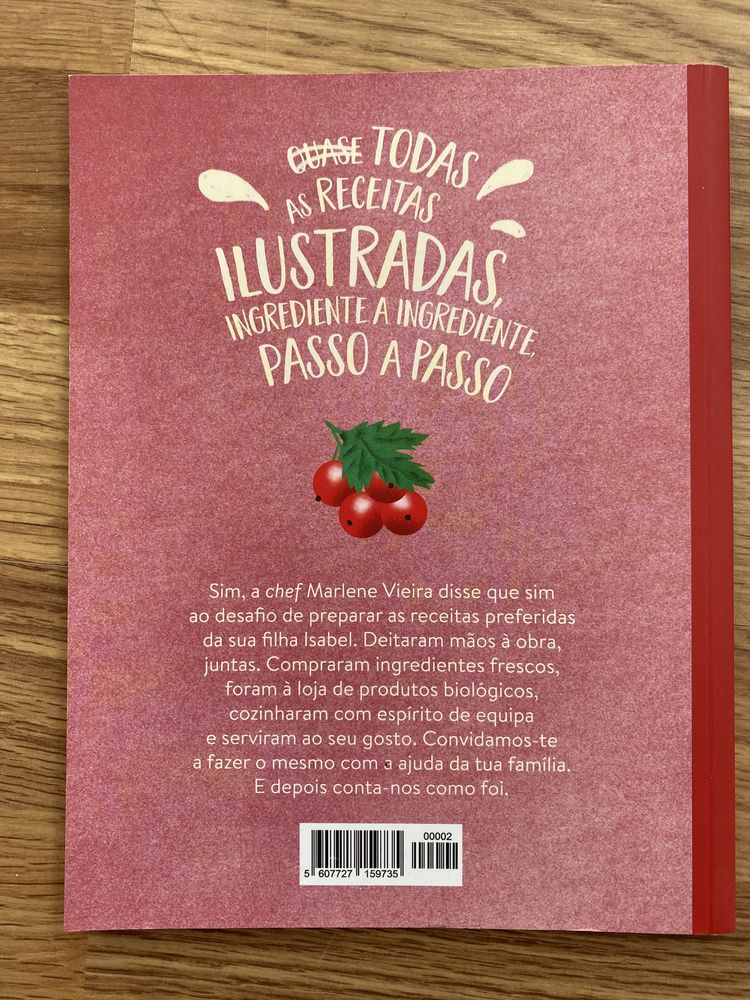 QUASE TODAS
AS RECEITAS
ILUSTRADAS,
INGREDIENTE A INGREDIENTE,
PASSO A PASSO
Sim, a chef Marlene Vieira disse que sim
ao desafio de preparar as receitas preferidas
da sua filha Isabel. Deitaram mãos à obra,
juntas. Compraram ingredientes frescos,
foram à loja de produtos biológicos,
cozinharam com espírito de equipa
e serviram ao seu gosto. Convidamos-te
a fazer o mesmo com a ajuda da tua família.
E depois conta-nos como foi.
00002
5 607727 159735